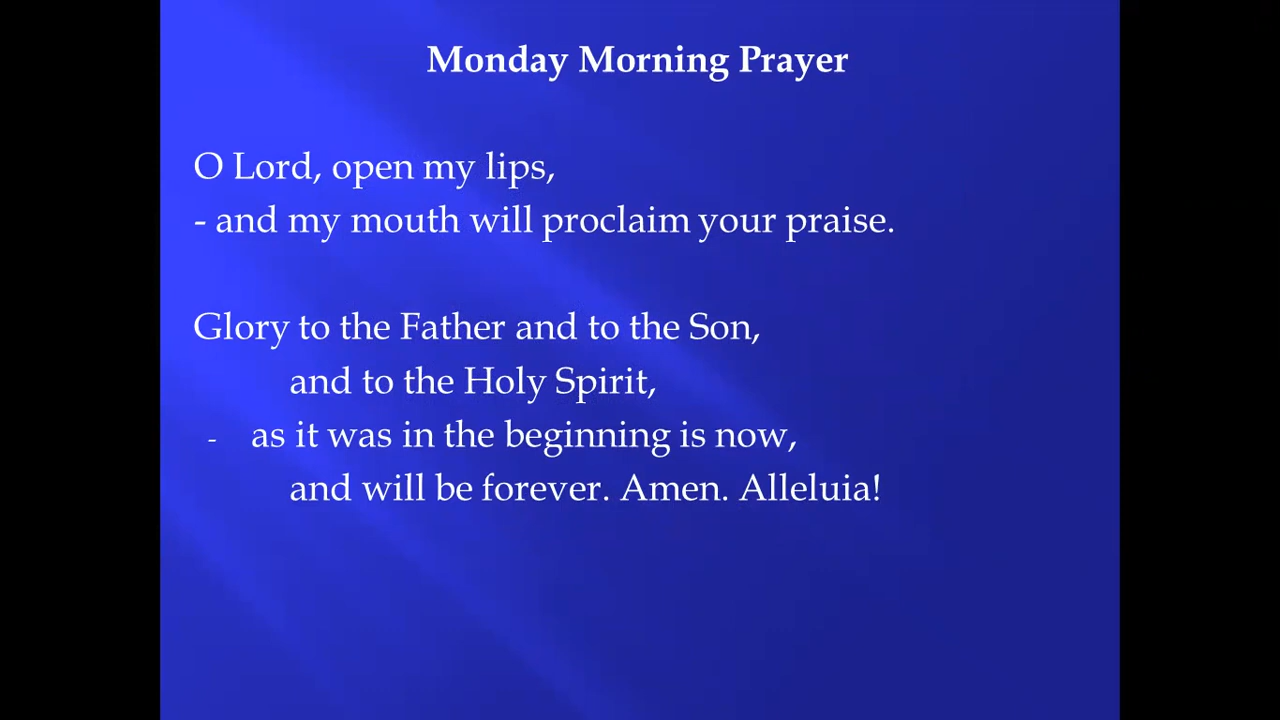 Monday Morning Prayer
O Lord, open my lips,
- and my mouth will proclaim your praise.
Glory to the Father and to the Son,
and to the Holy Spirit,
- as it was in the beginning is now,
and will be forever. Amen. Alleluia!